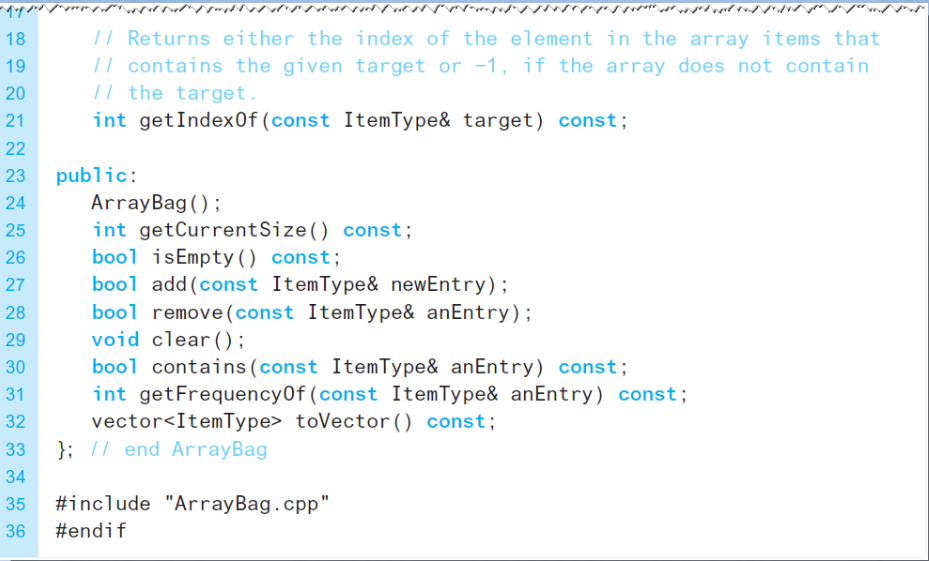 17
18 // Returns either the index of the element in the array items that
19 // contains the given target or –1, if the array does not contain
20 // the target.
21 int getIndexOf(const ItemType& target) const;
22
23 public:
24 ArrayBag();
25 int getCurrentSize() const;
26 bool isEmpty() const;
27 bool add(const ItemType& newEntry);
28 bool remove(const ItemType& anEntry);
29 void clear();
30 bool contains(const ItemType& anEntry) const;
31 int getFrequencyOf(const ItemType& anEntry) const;
32 vector<ItemType> toVector() const;
33 }; // end ArrayBag
34
35 #include "ArrayBag.cpp"
36 #endif